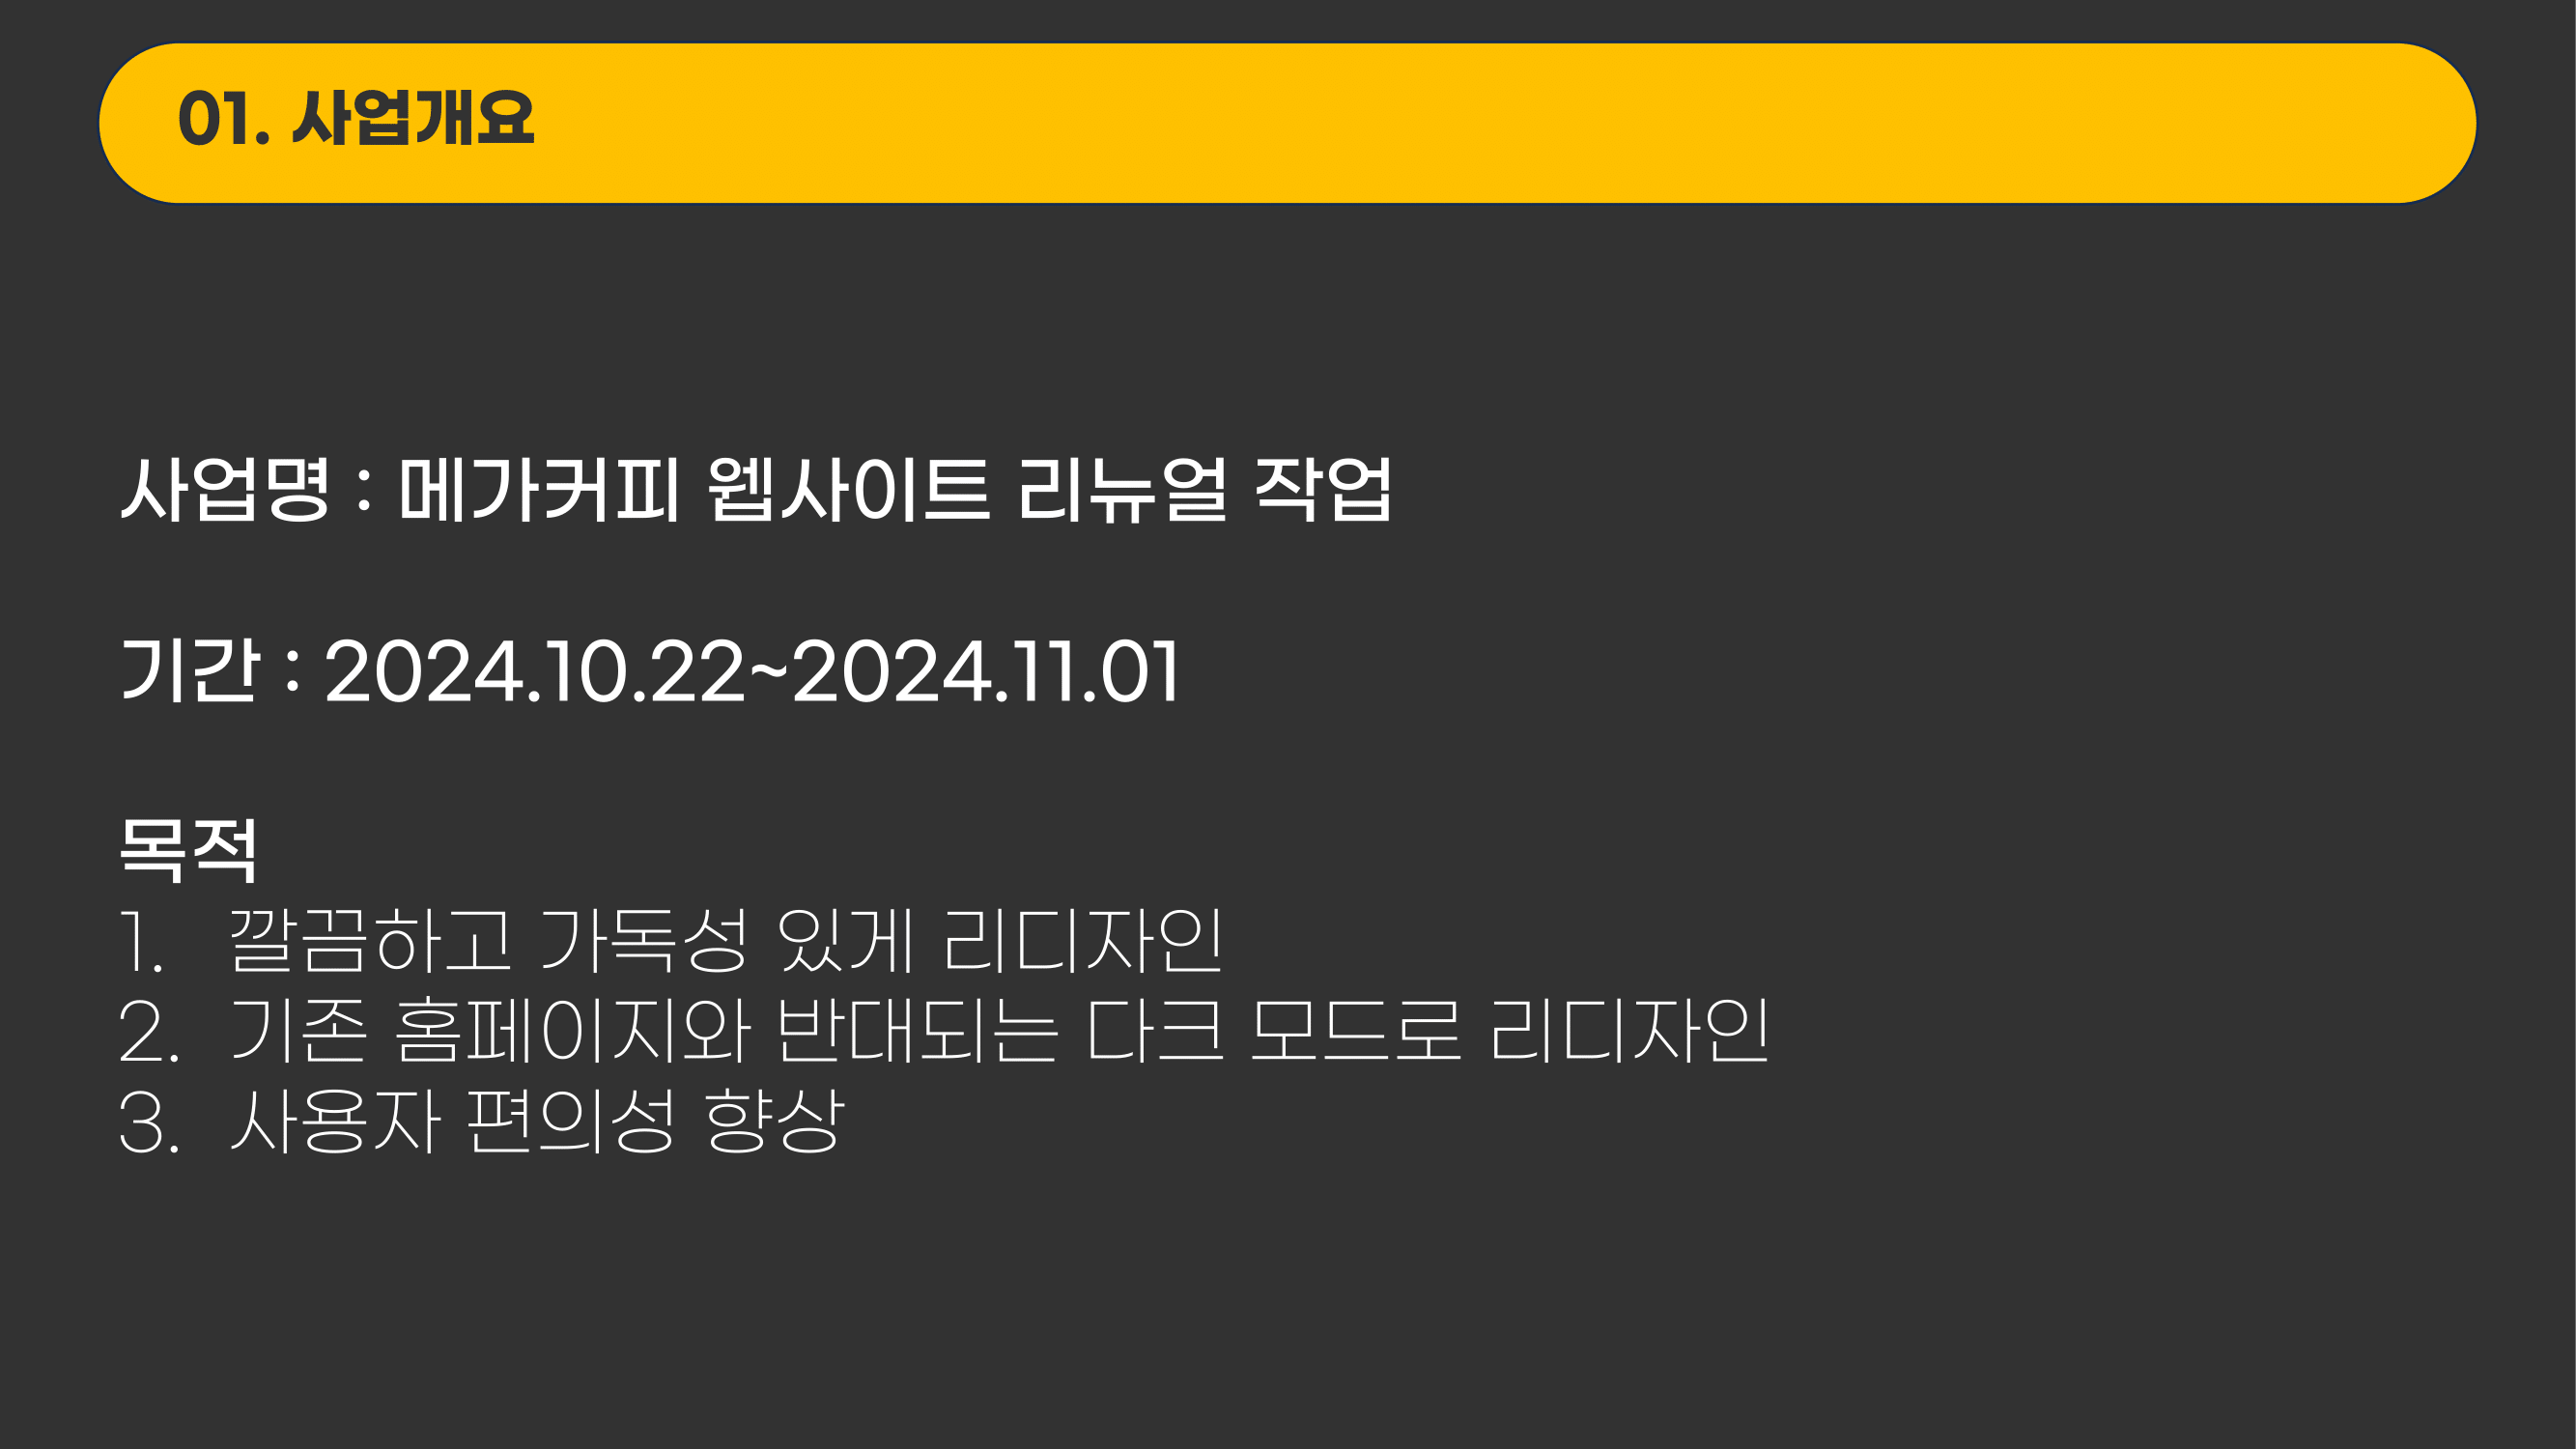 01. 사업개요
사업명 : 메가커피 웹사이트 리뉴얼 작업
기간 : 2024.10.22~2024.11.01
목적
1. 깔끔하고 가독성 있게 리디자인
2. 기존 홈페이지와 반대되는 다크 모드로 리디자인
3. 사용자 편의성 향상